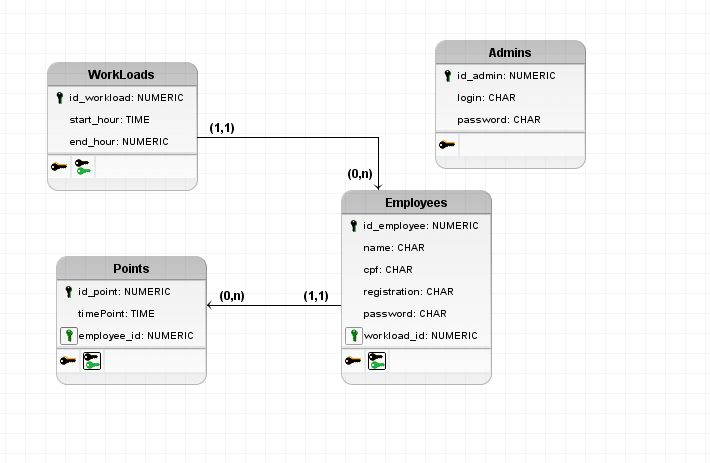 WorkLoads
id_workload: NUMERIC
start_hour: TIME
end_hour: NUMERIC
(1,1)
(0,n)
Admins
id_admin: NUMERIC
login: CHAR
password: CHAR
Employees
id_employee: NUMERIC
name: CHAR
cpf: CHAR
registration: CHAR
password: CHAR
workload_id: NUMERIC
Points
id_point: NUMERIC
timePoint: TIME
employee_id: NUMERIC
(0,n)
(1,1)